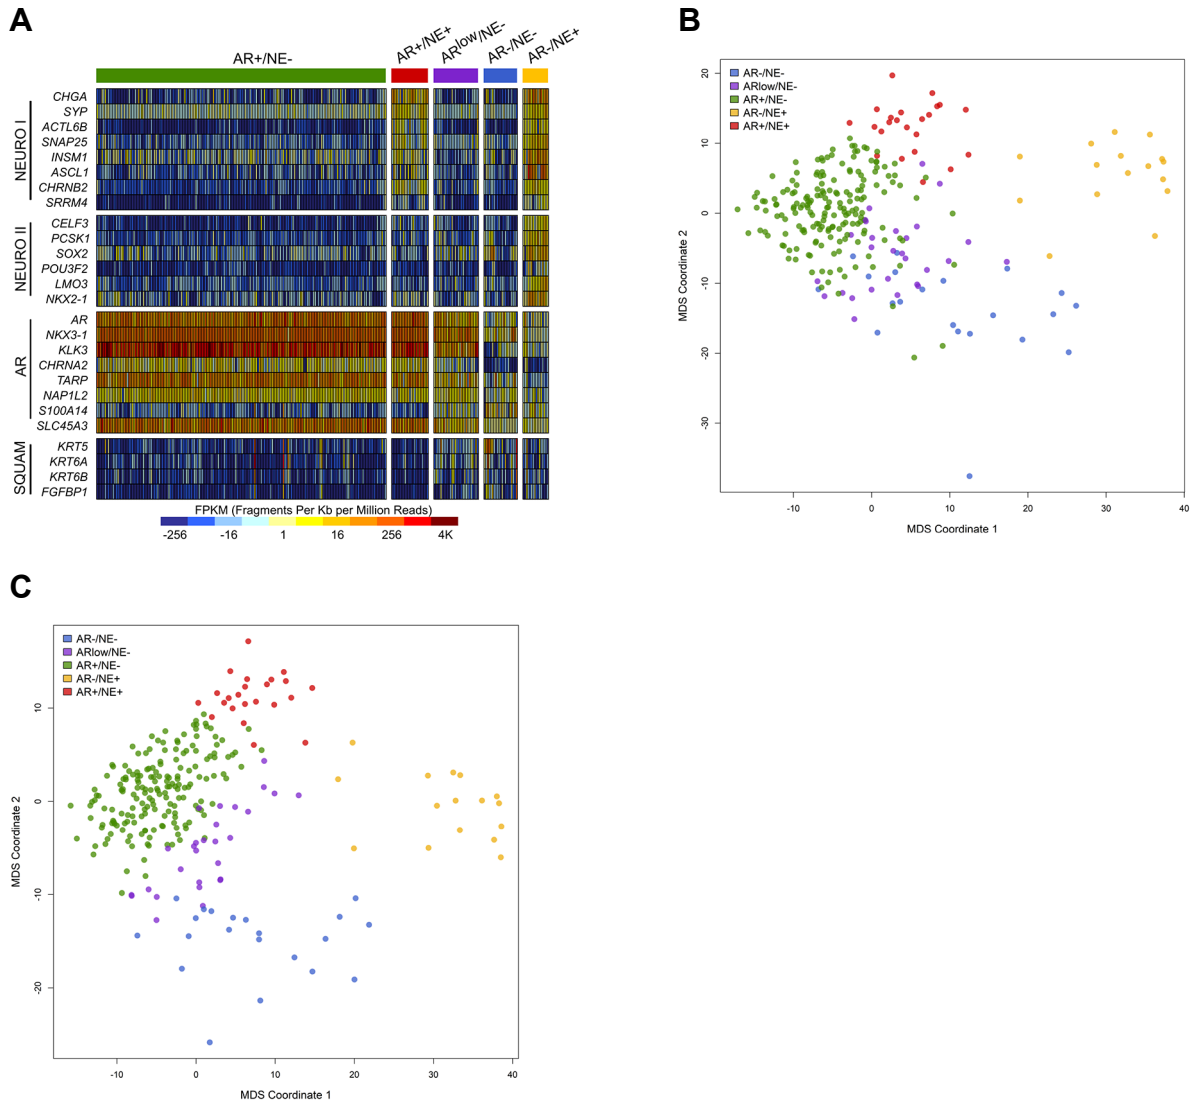 A
AR+/NE-
AR+/NE+
ARlow/NE-
AR-/NE-
AR-/NE+
NEURO I
CHGA
SYP
ACTL6B
SNAP25
INSM1
ASCL1
CHRNB2
SRRM4
NEURO II
CELF3
PCSK1
SOX2
POU3F2
LMO3
NKX2-1
AR
AR
NKX3-1
KLK3
CHRNA2
TARP
NAP1L2
S100A14
SLC45A3
SQUAM
KRT5
KRT6A
KRT6B
FGFBP1
FPKM (Fragments Per Kb per Million Reads)
-256 -16 1 16 256 4K
B
AR-/NE-
ARlow/NE-
AR+/NE-
AR-/NE+
AR+/NE+
MDS Coordinate 2
20
10
0
-10
-20
-30
-10 0 10 20 30 40
MDS Coordinate 1
C
AR-/NE-
ARlow/NE-
AR+/NE-
AR-/NE+
AR+/NE+
MDS Coordinate 2
10
0
-10
-20
-10 0 10 20 30 40
MDS Coordinate 1